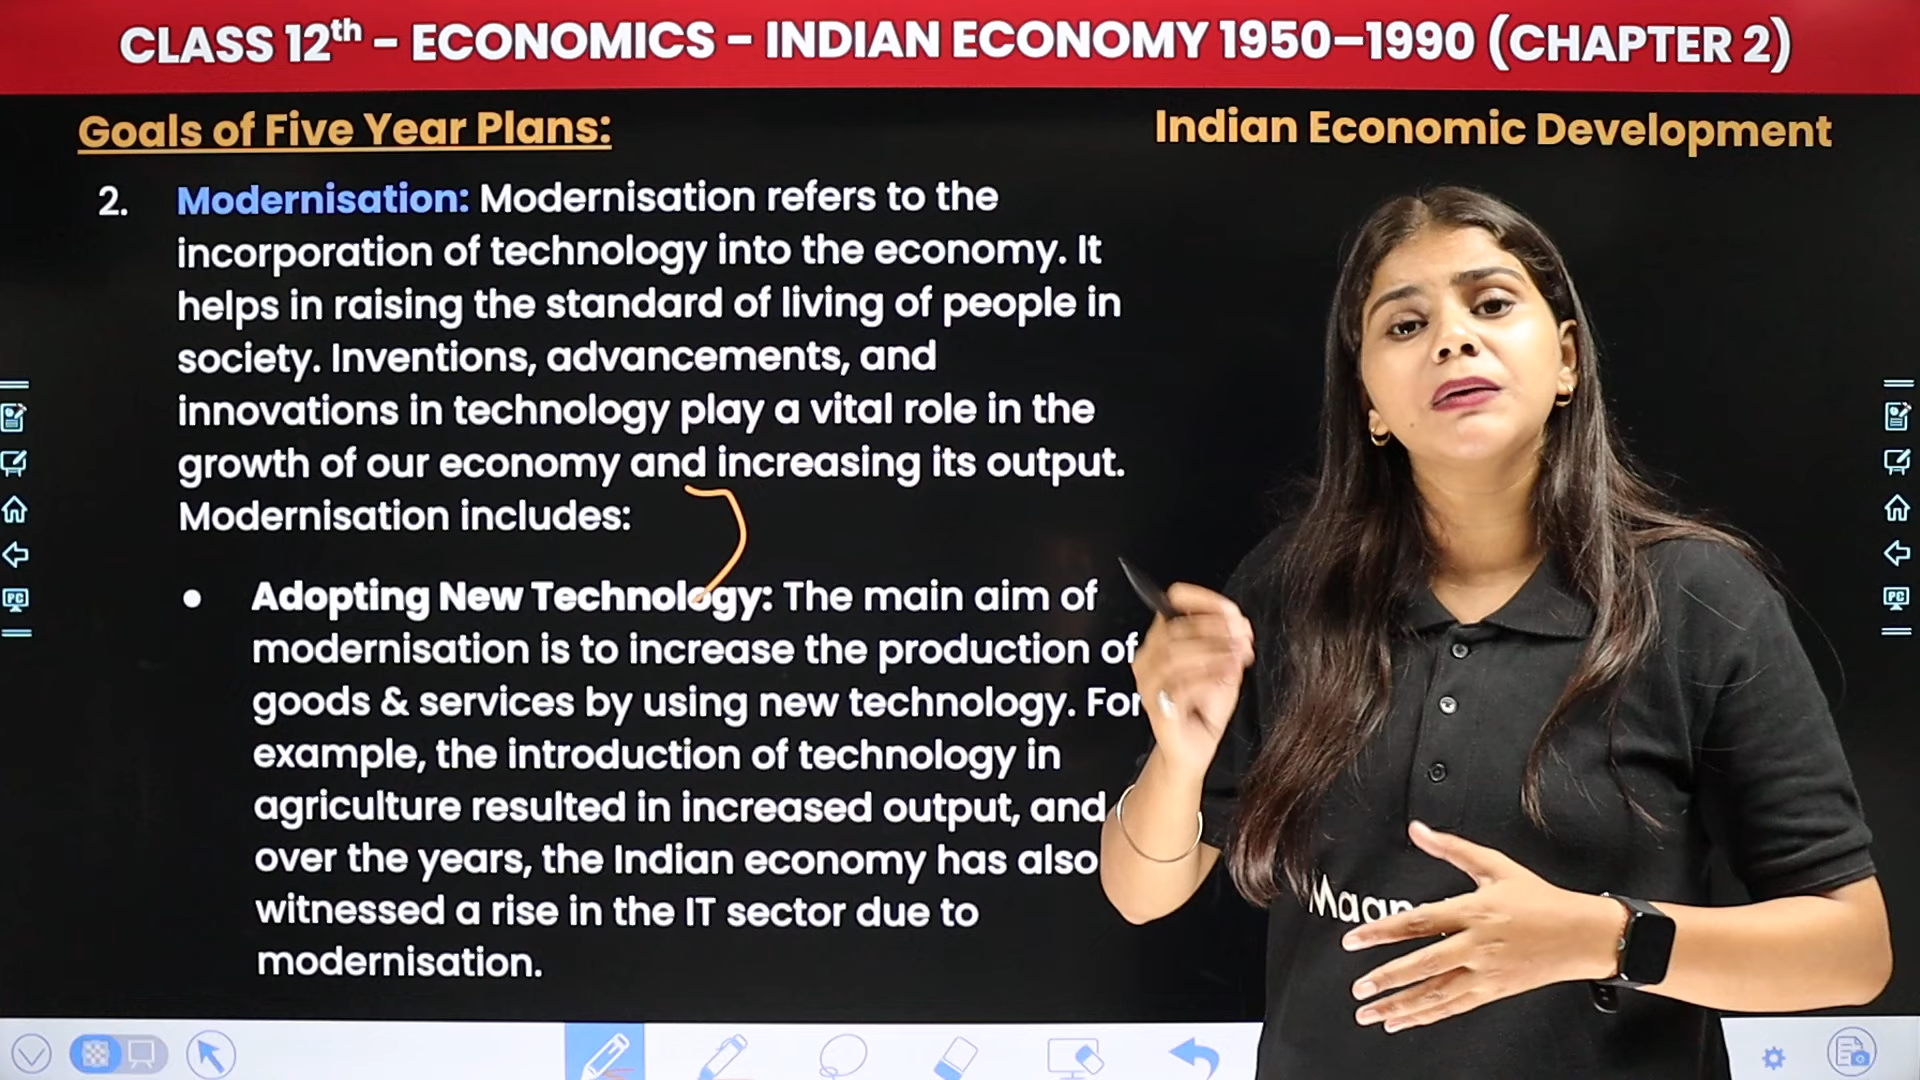 CLASS 12th – ECONOMICS – INDIAN ECONOMY 1950–1990 (CHAPTER 2)
Goals of Five Year Plans:
Indian Economic Development
2. Modernisation: Modernisation refers to the
incorporation of technology into the economy. It
helps in raising the standard of living of people in
society. Inventions, advancements, and
innovations in technology play a vital role in the
growth of our economy and increasing its output.
Modernisation includes:
● Adopting New Technology: The main aim of
modernisation is to increase the production of
goods & services by using new technology. For
example, the introduction of technology in
agriculture resulted in increased output, and
over the years, the Indian economy has also
witnessed a rise in the IT sector due to
modernisation.
PC
PC